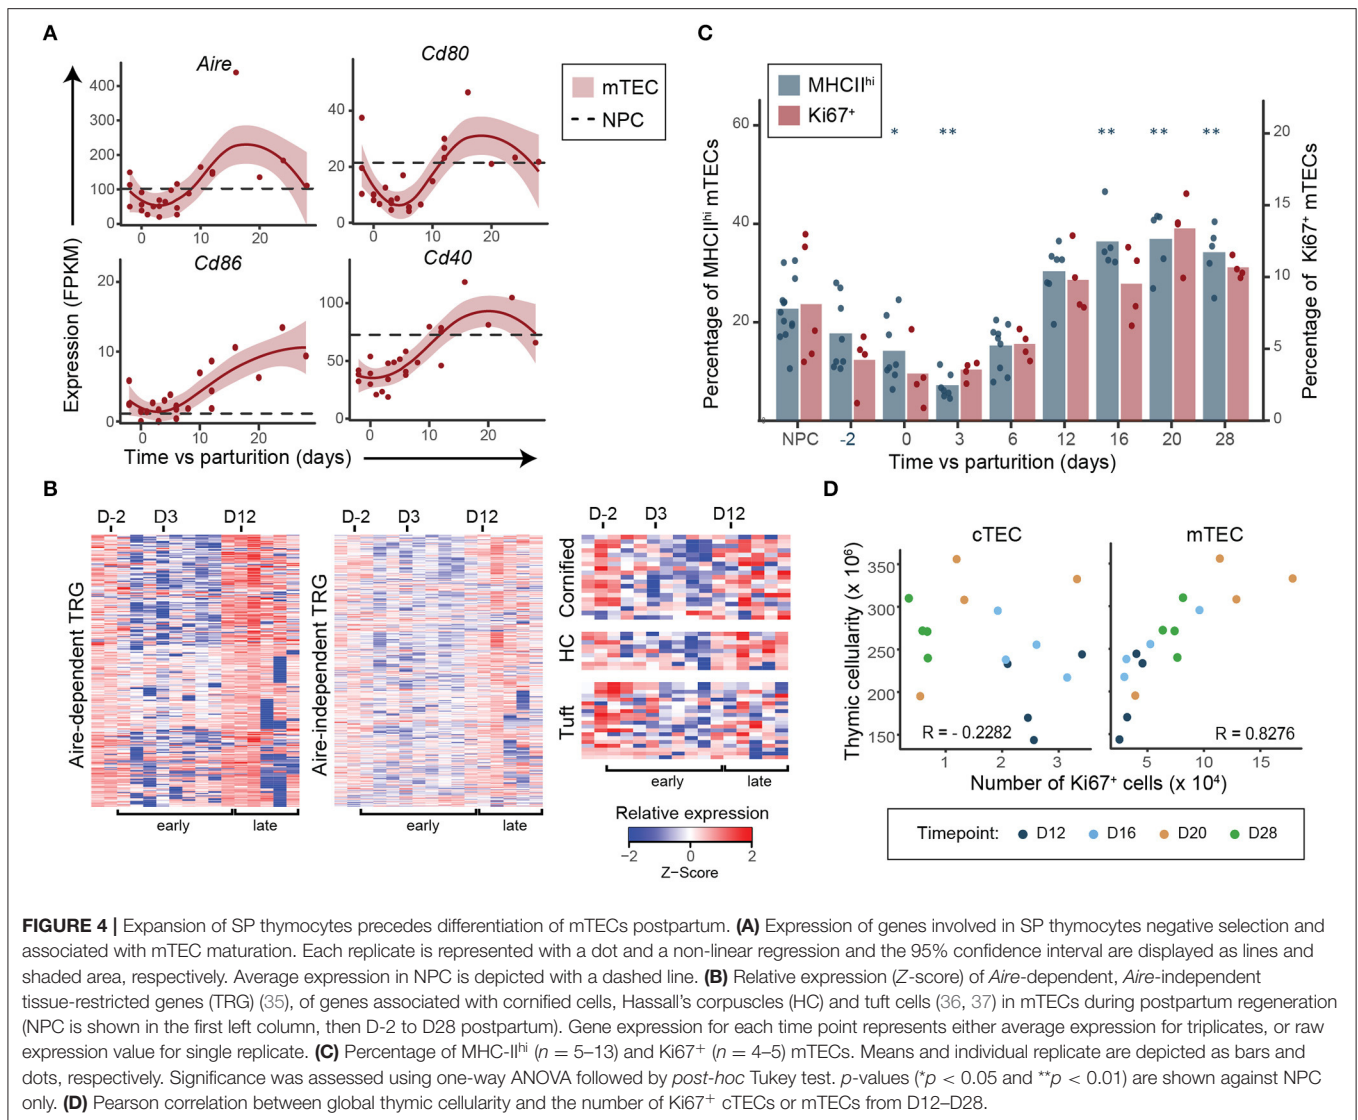 A
Aire
400
300
200
100
0
0
10
20
Cd80
40
20
0
0
10
20
mTEC
NPC
Cd86
20
10
0
0
10
20
Cd40
100
50
0
0
10
20
Expression (FPKM)
Time vs parturition (days)
C
MHCIIʰⁱ
Ki67⁺
60
40
20
20
15
10
5
0
* ** ** ** **
Percentage of MHCIIʰⁱ mTECs
Percentage of Ki67⁺ mTECs
NPC -2 0 3 6 12 16 20 28
Time vs parturition (days)
B
D-2 D3 D12
Aire-dependent TRG
early late
D-2 D3 D12
Aire-independent TRG
early late
D-2 D3 D12
Cornified
HC
Tuft
early late
Relative expression
−2 0 2
Z−Score
D
cTEC mTEC
Thymic cellularity (x 10⁶)
350
300
250
200
150
R = - 0.2282
R = 0.8276
1 2 3
5 10 15
Number of Ki67⁺ cells (x 10⁴)
Timepoint: D12 D16 D20 D28
FIGURE 4 | Expansion of SP thymocytes precedes differentiation of mTECs postpartum. (A) Expression of genes involved in SP thymocytes negative selection and
associated with mTEC maturation. Each replicate is represented with a dot and a non-linear regression and the 95% confidence interval are displayed as lines and
shaded area, respectively. Average expression in NPC is depicted with a dashed line. (B) Relative expression (Z-score) of Aire-dependent, Aire-independent
tissue-restricted genes (TRG) (35), of genes associated with cornified cells, Hassall's corpuscles (HC) and tuft cells (36, 37) in mTECs during postpartum regeneration
(NPC is shown in the first left column, then D-2 to D28 postpartum). Gene expression for each time point represents either average expression for triplicates, or raw
expression value for single replicate. (C) Percentage of MHC-IIʰⁱ (n = 5–13) and Ki67⁺ (n = 4–5) mTECs. Means and individual replicate are depicted as bars and
dots, respectively. Significance was assessed using one-way ANOVA followed by post-hoc Tukey test. p-values (*p < 0.05 and **p < 0.01) are shown against NPC
only. (D) Pearson correlation between global thymic cellularity and the number of Ki67⁺ cTECs or mTECs from D12–D28.